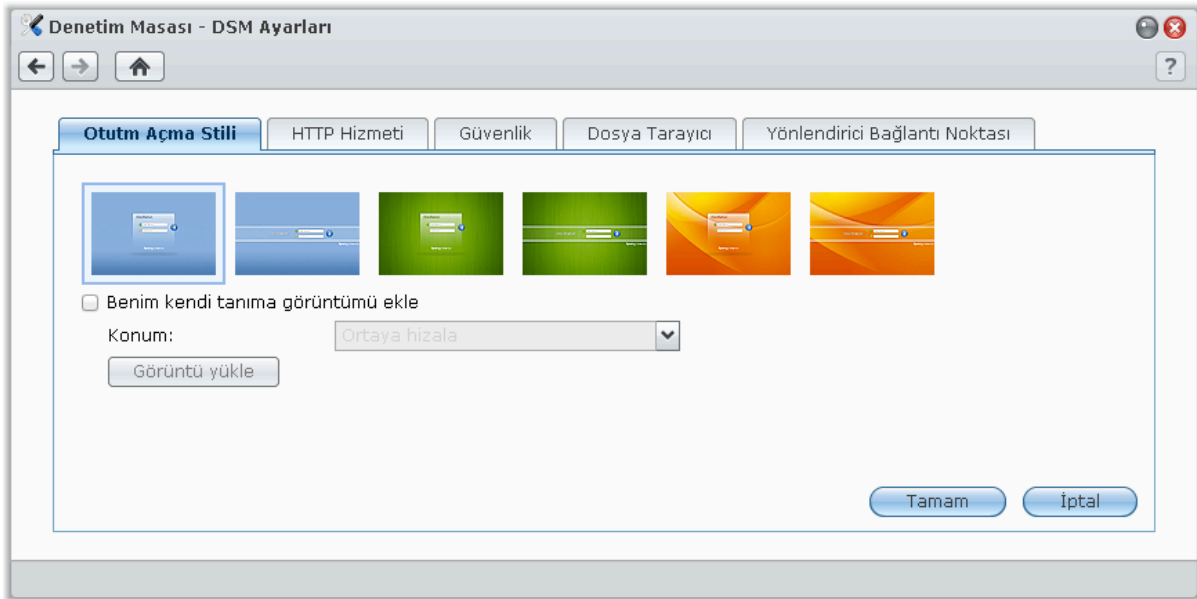 Denetim Masası - DSM Ayarları
?
Otutm Açma Stili HTTP Hizmeti Güvenlik Dosya Tarayıcı Yönlendirici Bağlantı Noktası
Benim kendi tanıma görüntümü ekle
Konum: Ortaya hizala
Görüntü yükle
Tamam İptal